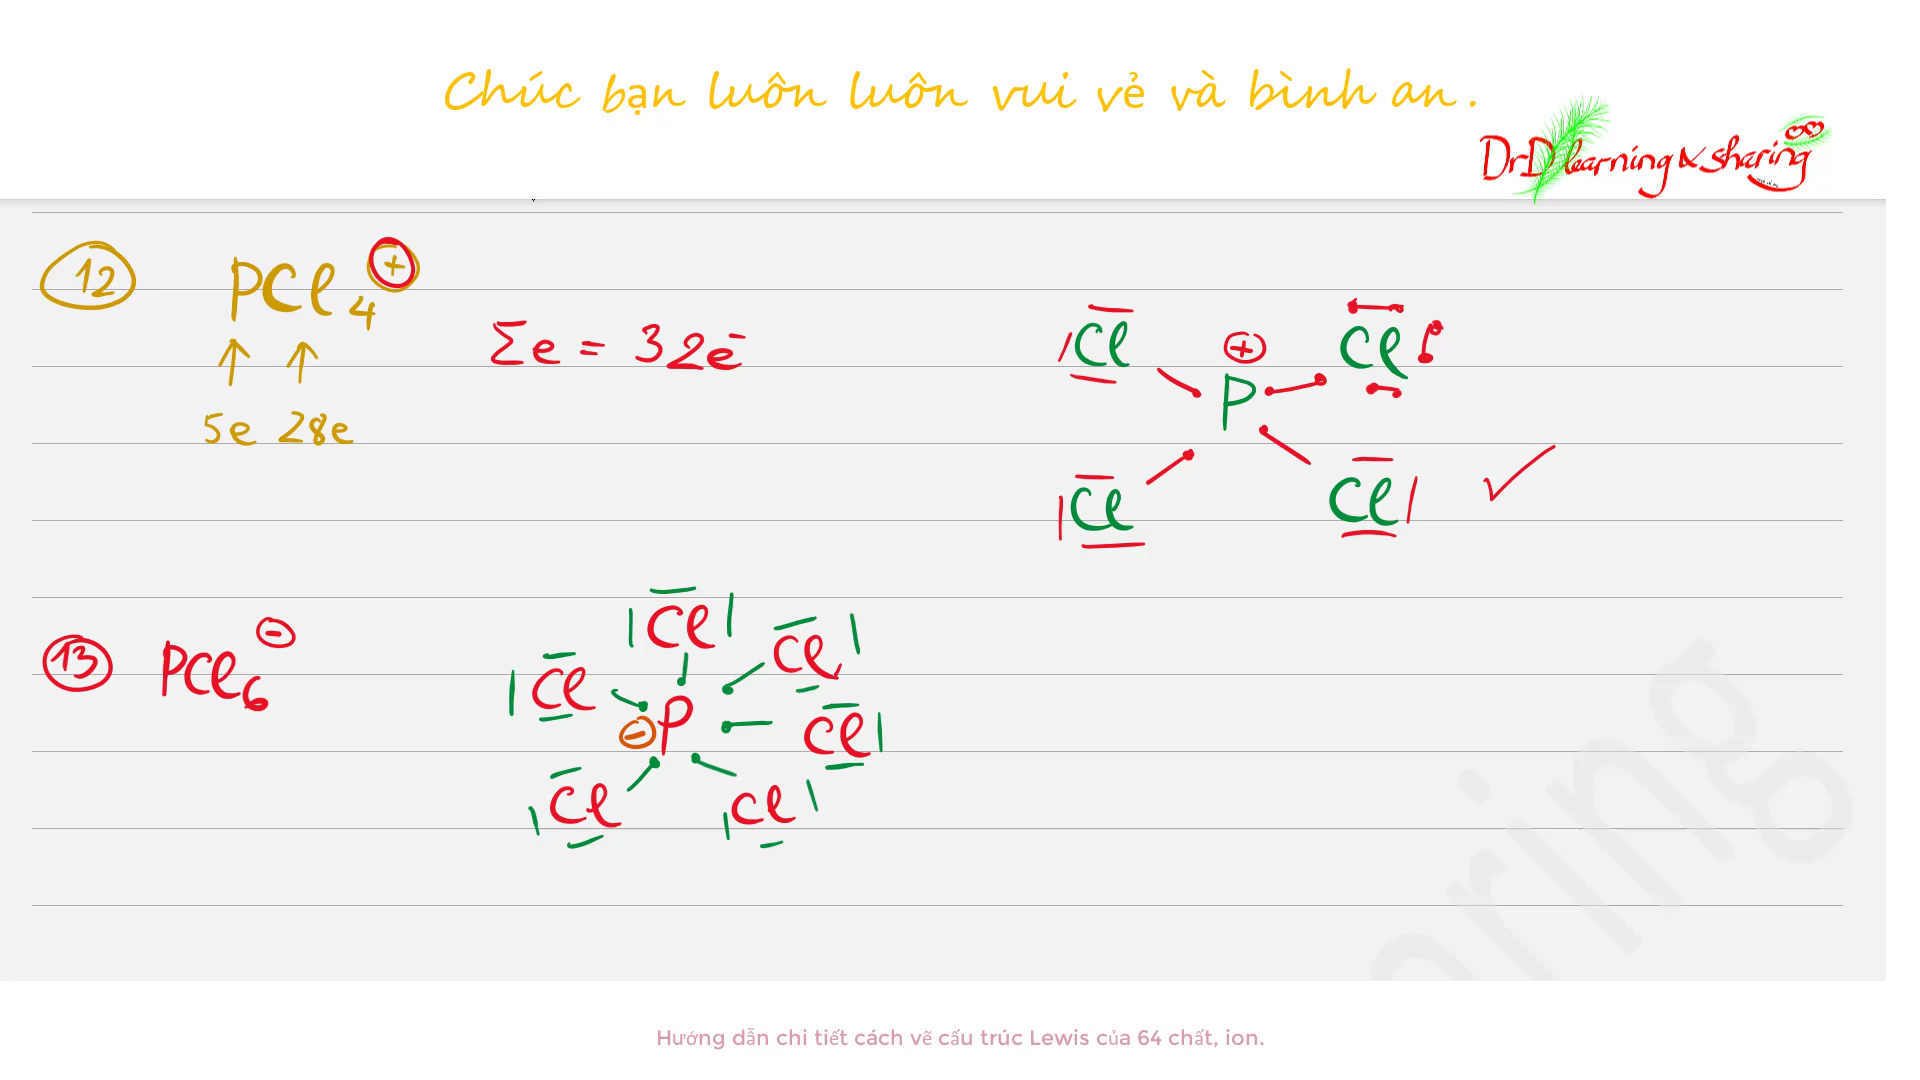 Chúc bạn luôn luôn vui vẻ và bình an.
DrD learning & sharing
12 PCl4 +
5e 28e
Σe = 32e-
Cl Cl
+
P
Cl Cl
13 PCl6 -
Cl
Cl Cl
- P Cl
Cl Cl
ring
Hướng dẫn chi tiết cách vẽ cấu trúc Lewis của 64 chất, ion.